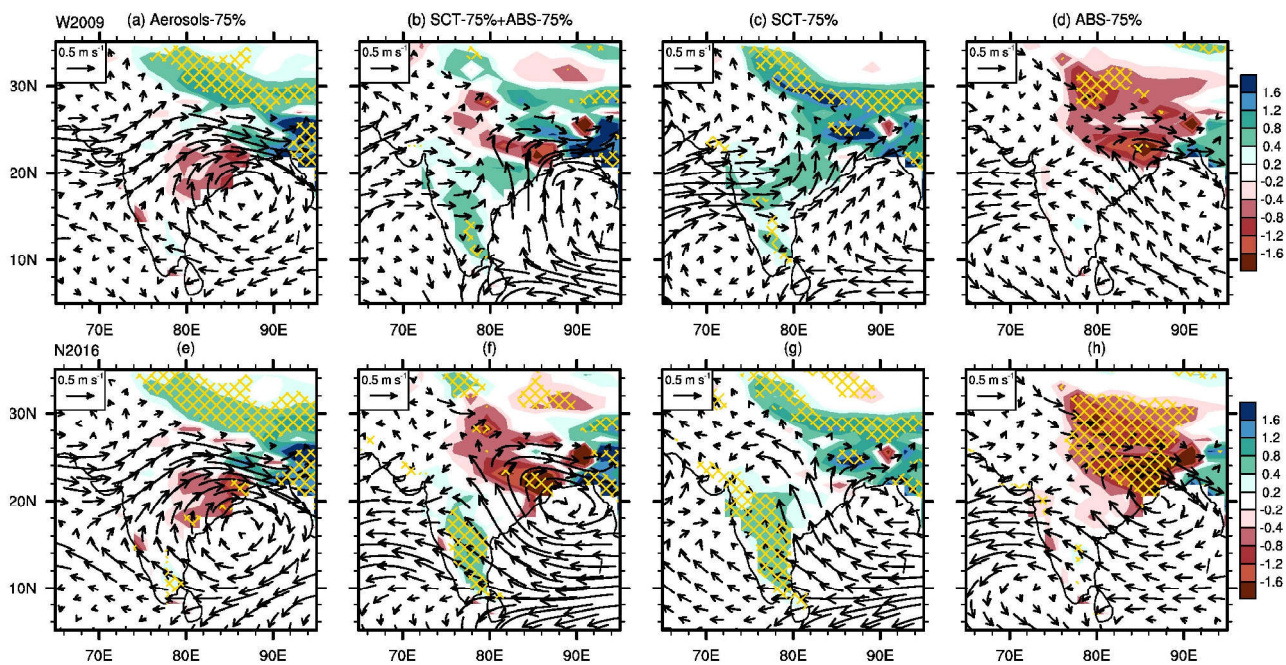 W2009 (a) Aerosols-75% (b) SCT-75%+ABS-75% (c) SCT-75% (d) ABS-75%
0.5 m s-1 0.5 m s-1 0.5 m s-1 0.5 m s-1
30N
20N
10N
1.6
0.8
0.4
0.2
-0.2
-0.4
-0.8
-1.2
-1.6
70E 80E 90E 70E 80E 90E 70E 80E 90E 70E 80E 90E
N2016 (e) (f) (g) (h)
0.5 m s-1 0.5 m s-1 0.5 m s-1 0.5 m s-1
30N
20N
10N
1.6
0.8
0.4
0.2
-0.2
-0.4
-0.8
-1.2
-1.6
70E 80E 90E 70E 80E 90E 70E 80E 90E 70E 80E 90E